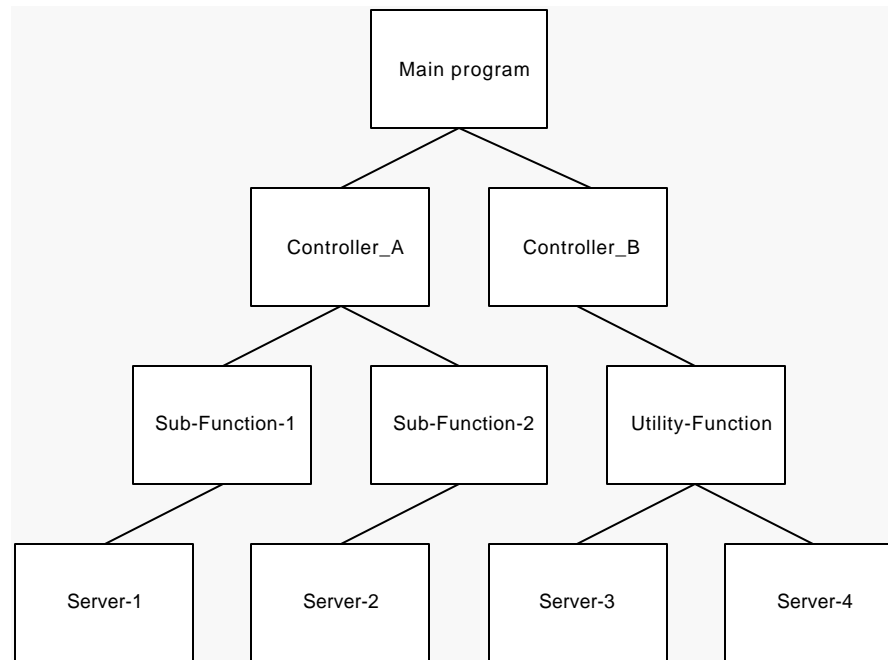 Main program
Controller_A
Controller_B
Sub-Function-1
Sub-Function-2
Utility-Function
Server-1
Server-2
Server-3
Server-4